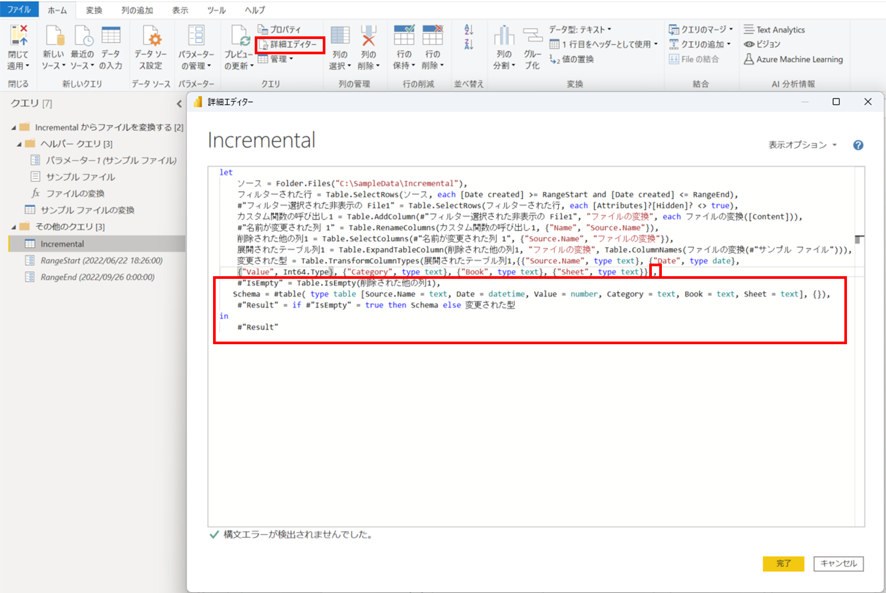 ファイル ホーム 変換 列の追加 表示 ツール ヘルプ
閉じて適用 新しいソース 最近のソース データの入力 データ ソース設定 パラメーターの管理 プレビューの更新 プロパティ 詳細エディター 管理 列の選択 列の削除 行の保持 行の削除 列の分割 グループ化 データ型: テキスト 1 行目をヘッダーとして使用 値の置換 クエリのマージ クエリの追加 File の結合 Text Analytics ビジョン Azure Machine Learning
閉じる 新しいクエリ データ ソース パラメーター クエリ 列の管理 行の削減 並べ替え 変換 結合 AI 分析情報
クエリ [7]
Incremental からファイルを変換する [2]
ヘルパー クエリ [3]
パラメーター1 (サンプル ファイル)
サンプル ファイル
fx ファイルの変換
サンプル ファイルの変換
その他のクエリ [3]
Incremental
RangeStart (2022/06/22 18:26:00)
RangeEnd (2022/09/26 0:00:00)
詳細エディター
Incremental
表示オプション
let
ソース = Folder.Files("C:\SampleData\Incremental"),
フィルターされた行 = Table.SelectRows(ソース, each [Date created] >= RangeStart and [Date created] <= RangeEnd),
#"フィルター選択された非表示の File1" = Table.SelectRows(フィルターされた行, each [Attributes]?[Hidden]? <> true),
カスタム関数の呼び出し1 = Table.AddColumn(#"フィルター選択された非表示の File1", "ファイルの変換", each ファイルの変換([Content])),
#"名前が変更された列 1" = Table.RenameColumns(カスタム関数の呼び出し1, {"Name", "Source.Name"}),
削除された他の列1 = Table.SelectColumns(#"名前が変更された列 1", {"Source.Name", "ファイルの変換"}),
展開されたテーブル列1 = Table.ExpandTableColumn(削除された他の列1, "ファイルの変換", Table.ColumnNames(ファイルの変換(#"サンプル ファイル"))),
変更された型 = Table.TransformColumnTypes(展開されたテーブル列1,{{"Source.Name", type text}, {"Date", type date},
{"Value", Int64.Type}, {"Category", type text}, {"Book", type text}, {"Sheet", type text}}),
#"IsEmpty" = Table.IsEmpty(削除された他の列1),
Schema = #table( type table [Source.Name = text, Date = datetime, Value = number, Category = text, Book = text, Sheet = text], {}),
#"Result" = if #"IsEmpty" = true then Schema else 変更された型
in
#"Result"
構文エラーが検出されませんでした。
完了 キャンセル